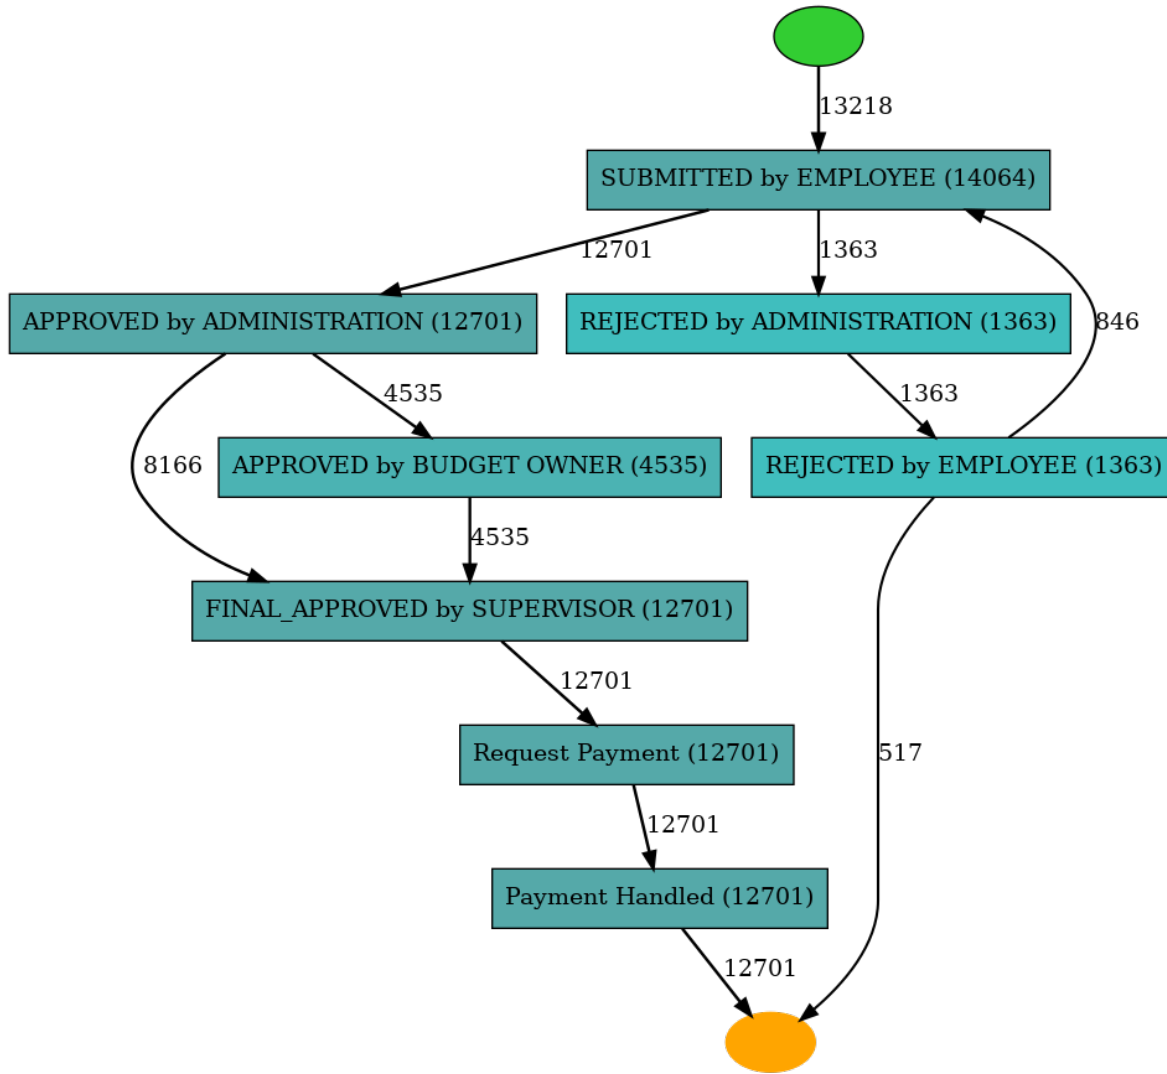 13218
SUBMITTED by EMPLOYEE (14064)
12701
1363
APPROVED by ADMINISTRATION (12701)
REJECTED by ADMINISTRATION (1363)
846
4535
1363
8166
APPROVED by BUDGET OWNER (4535)
REJECTED by EMPLOYEE (1363)
4535
FINAL_APPROVED by SUPERVISOR (12701)
12701
Request Payment (12701)
517
12701
Payment Handled (12701)
12701